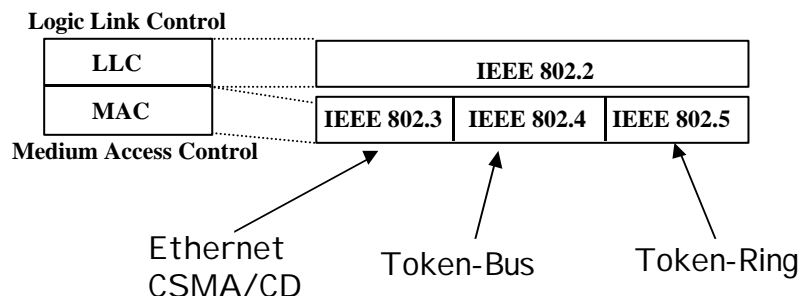 Logic Link Control
LLC
IEEE 802.2
MAC
IEEE 802.3
IEEE 802.4
IEEE 802.5
Medium Access Control
Ethernet
CSMA/CD
Token-Bus
Token-Ring